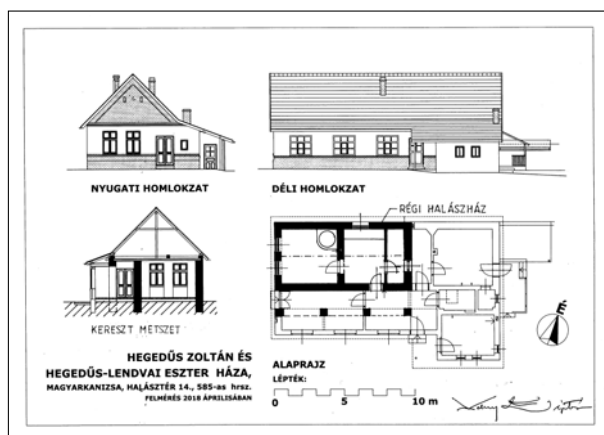 NYUGATI HOMLOKZAT
DÉLI HOMLOKZAT
RÉGI HALÁSZHÁZ
KERESZT METSZET
HEGEDŰS ZOLTÁN ÉS
HEGEDŰS-LENDVAI ESZTER HÁZA,
MAGYARKANIZSA, HALÁSZTÉR 14., 585-as hrsz.
FELMÉRÉS 2018 ÁPRILISÁBAN
ALAPRAJZ
LÉPTÉK:
0 5 10 m
É